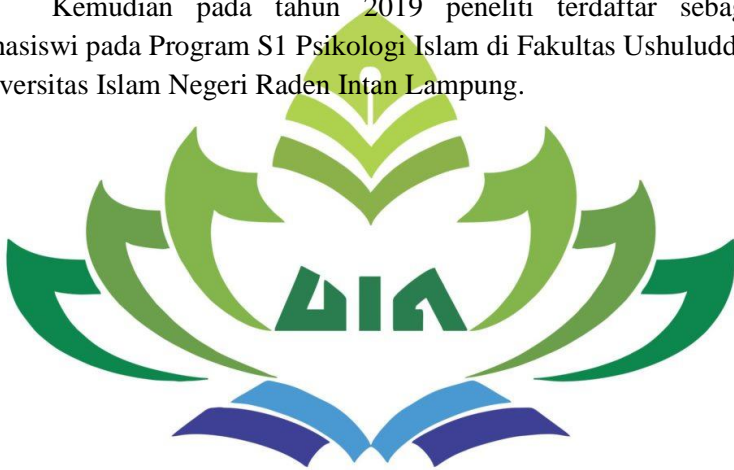 Kemudian pada tahun 2019 peneliti terdaftar sebag
hasiswi pada Program S1 Psikologi Islam di Fakultas Ushuludd
versitas Islam Negeri Raden Intan Lampung.
UIN